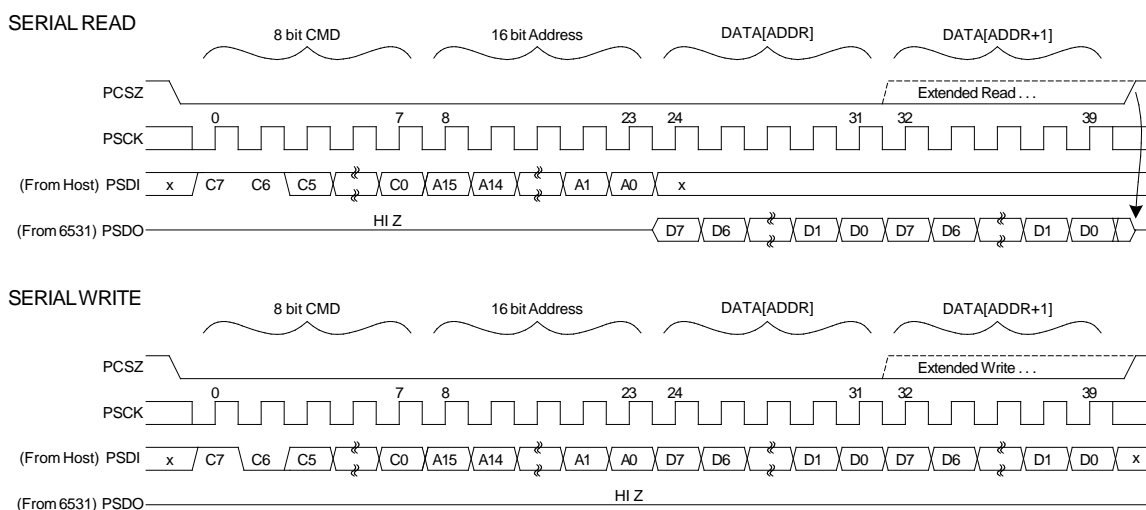 SERIAL READ
8 bit CMD 16 bit Address DATA[ADDR] DATA[ADDR+1]
PCSZ Extended Read . . .
0 7 8 23 24 31 32 39
PSCK
(From Host) PSDI x C7 C6 C5 C0 A15 A14 A1 A0 x
HI Z
(From 6531) PSDO D7 D6 D1 D0 D7 D6 D1 D0
SERIAL WRITE
8 bit CMD 16 bit Address DATA[ADDR] DATA[ADDR+1]
PCSZ Extended Write . . .
0 7 8 23 24 31 32 39
PSCK
(From Host) PSDI x C7 C6 C5 C0 A15 A14 A1 A0 D7 D6 D1 D0 D7 D6 D1 D0 x
HI Z
(From 6531) PSDO